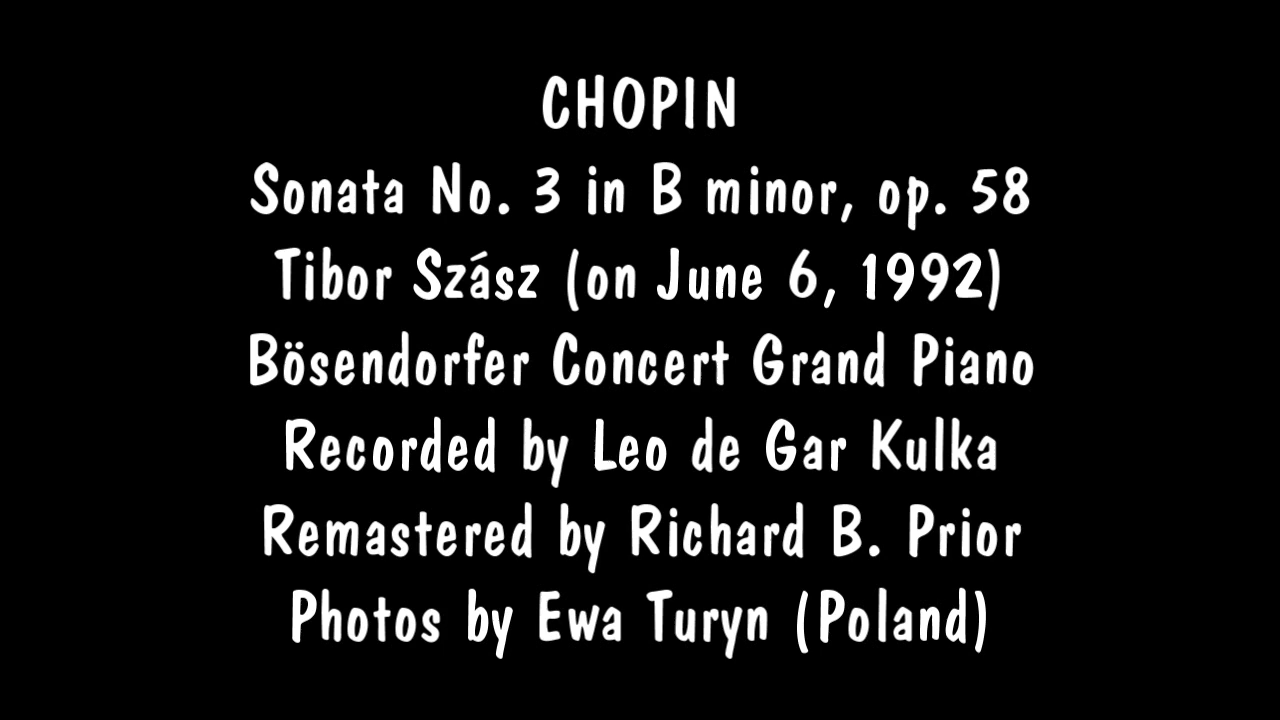 CHOPIN
Sonata No. 3 in B minor, op. 58
Tibor Szász (on June 6, 1992)
Bösendorfer Concert Grand Piano
Recorded by Leo de Gar Kulka
Remastered by Richard B. Prior
Photos by Ewa Turyn (Poland)